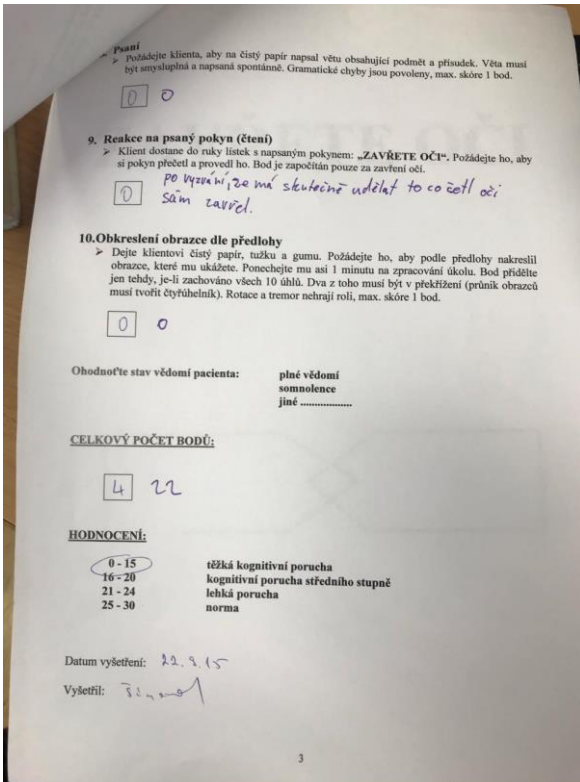 Psaní
➢ Požádejte klienta, aby na čistý papír napsal větu obsahující podmět a přísudek. Věta musí
být smysluplná a napsaná spontánně. Gramatické chyby jsou povoleny, max. skóre 1 bod.
0 0
9. Reakce na psaný pokyn (čtení)
➢ Klient dostane do ruky lístek s napsaným pokynem: „ZAVŘETE OČI“. Požádejte ho, aby
si pokyn přečetl a provedl ho. Bod je započítán pouze za zavření očí.
0 po vyzvání, že má skutečně udělat to co četl oči
sám zavřel.
10.Obkreslení obrazce dle předlohy
➢ Dejte klientovi čistý papír, tužku a gumu. Požádejte ho, aby podle předlohy nakreslil
obrazce, které mu ukážete. Ponechejte mu asi 1 minutu na zpracování úkolu. Bod přidělte
jen tehdy, je-li zachováno všech 10 úhlů. Dva z toho musí být v překřížení (průnik obrazců
musí tvořit čtyřúhelník). Rotace a tremor nehrají roli, max. skóre 1 bod.
0 0
Ohodnoťte stav vědomí pacienta: plné vědomí
somnolence
jiné ..................
CELKOVÝ POČET BODŮ:
4 22
HODNOCENÍ:
0 - 15 těžká kognitivní porucha
16 - 20 kognitivní porucha středního stupně
21 - 24 lehká porucha
25 - 30 norma
Datum vyšetření: 22. 9. 15
Vyšetřil:
3